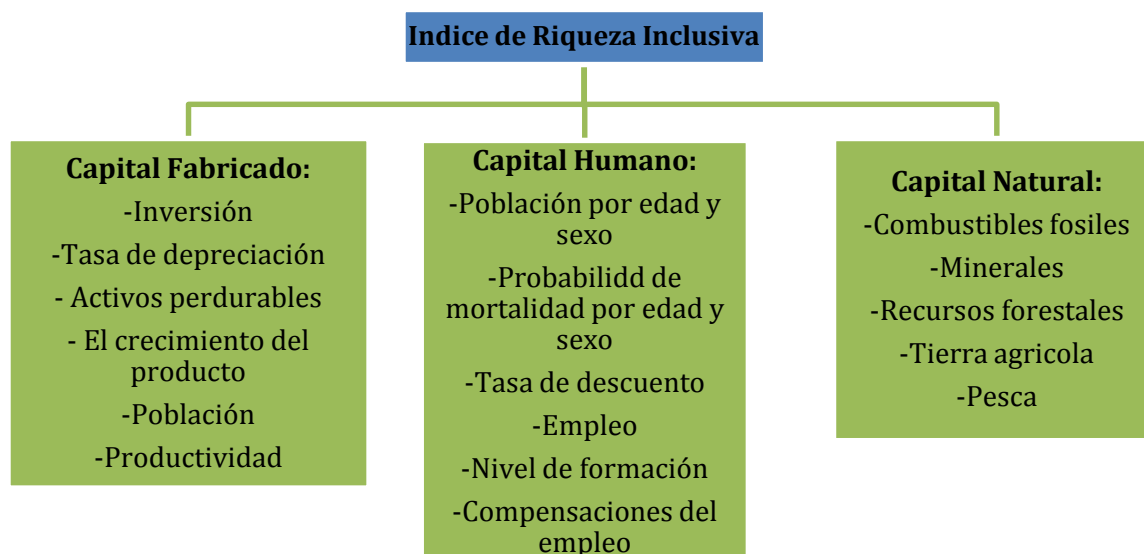 Indice de Riqueza Inclusiva
Capital Fabricado:
-Inversión
-Tasa de depreciación
- Activos perdurables
- El crecimiento del
producto
-Población
-Productividad
Capital Humano:
-Población por edad y
sexo
-Probabilidd de
mortalidad por edad y
sexo
-Tasa de descuento
-Empleo
-Nivel de formación
-Compensaciones del
empleo
Capital Natural:
-Combustibles fosiles
-Minerales
-Recursos forestales
-Tierra agricola
-Pesca